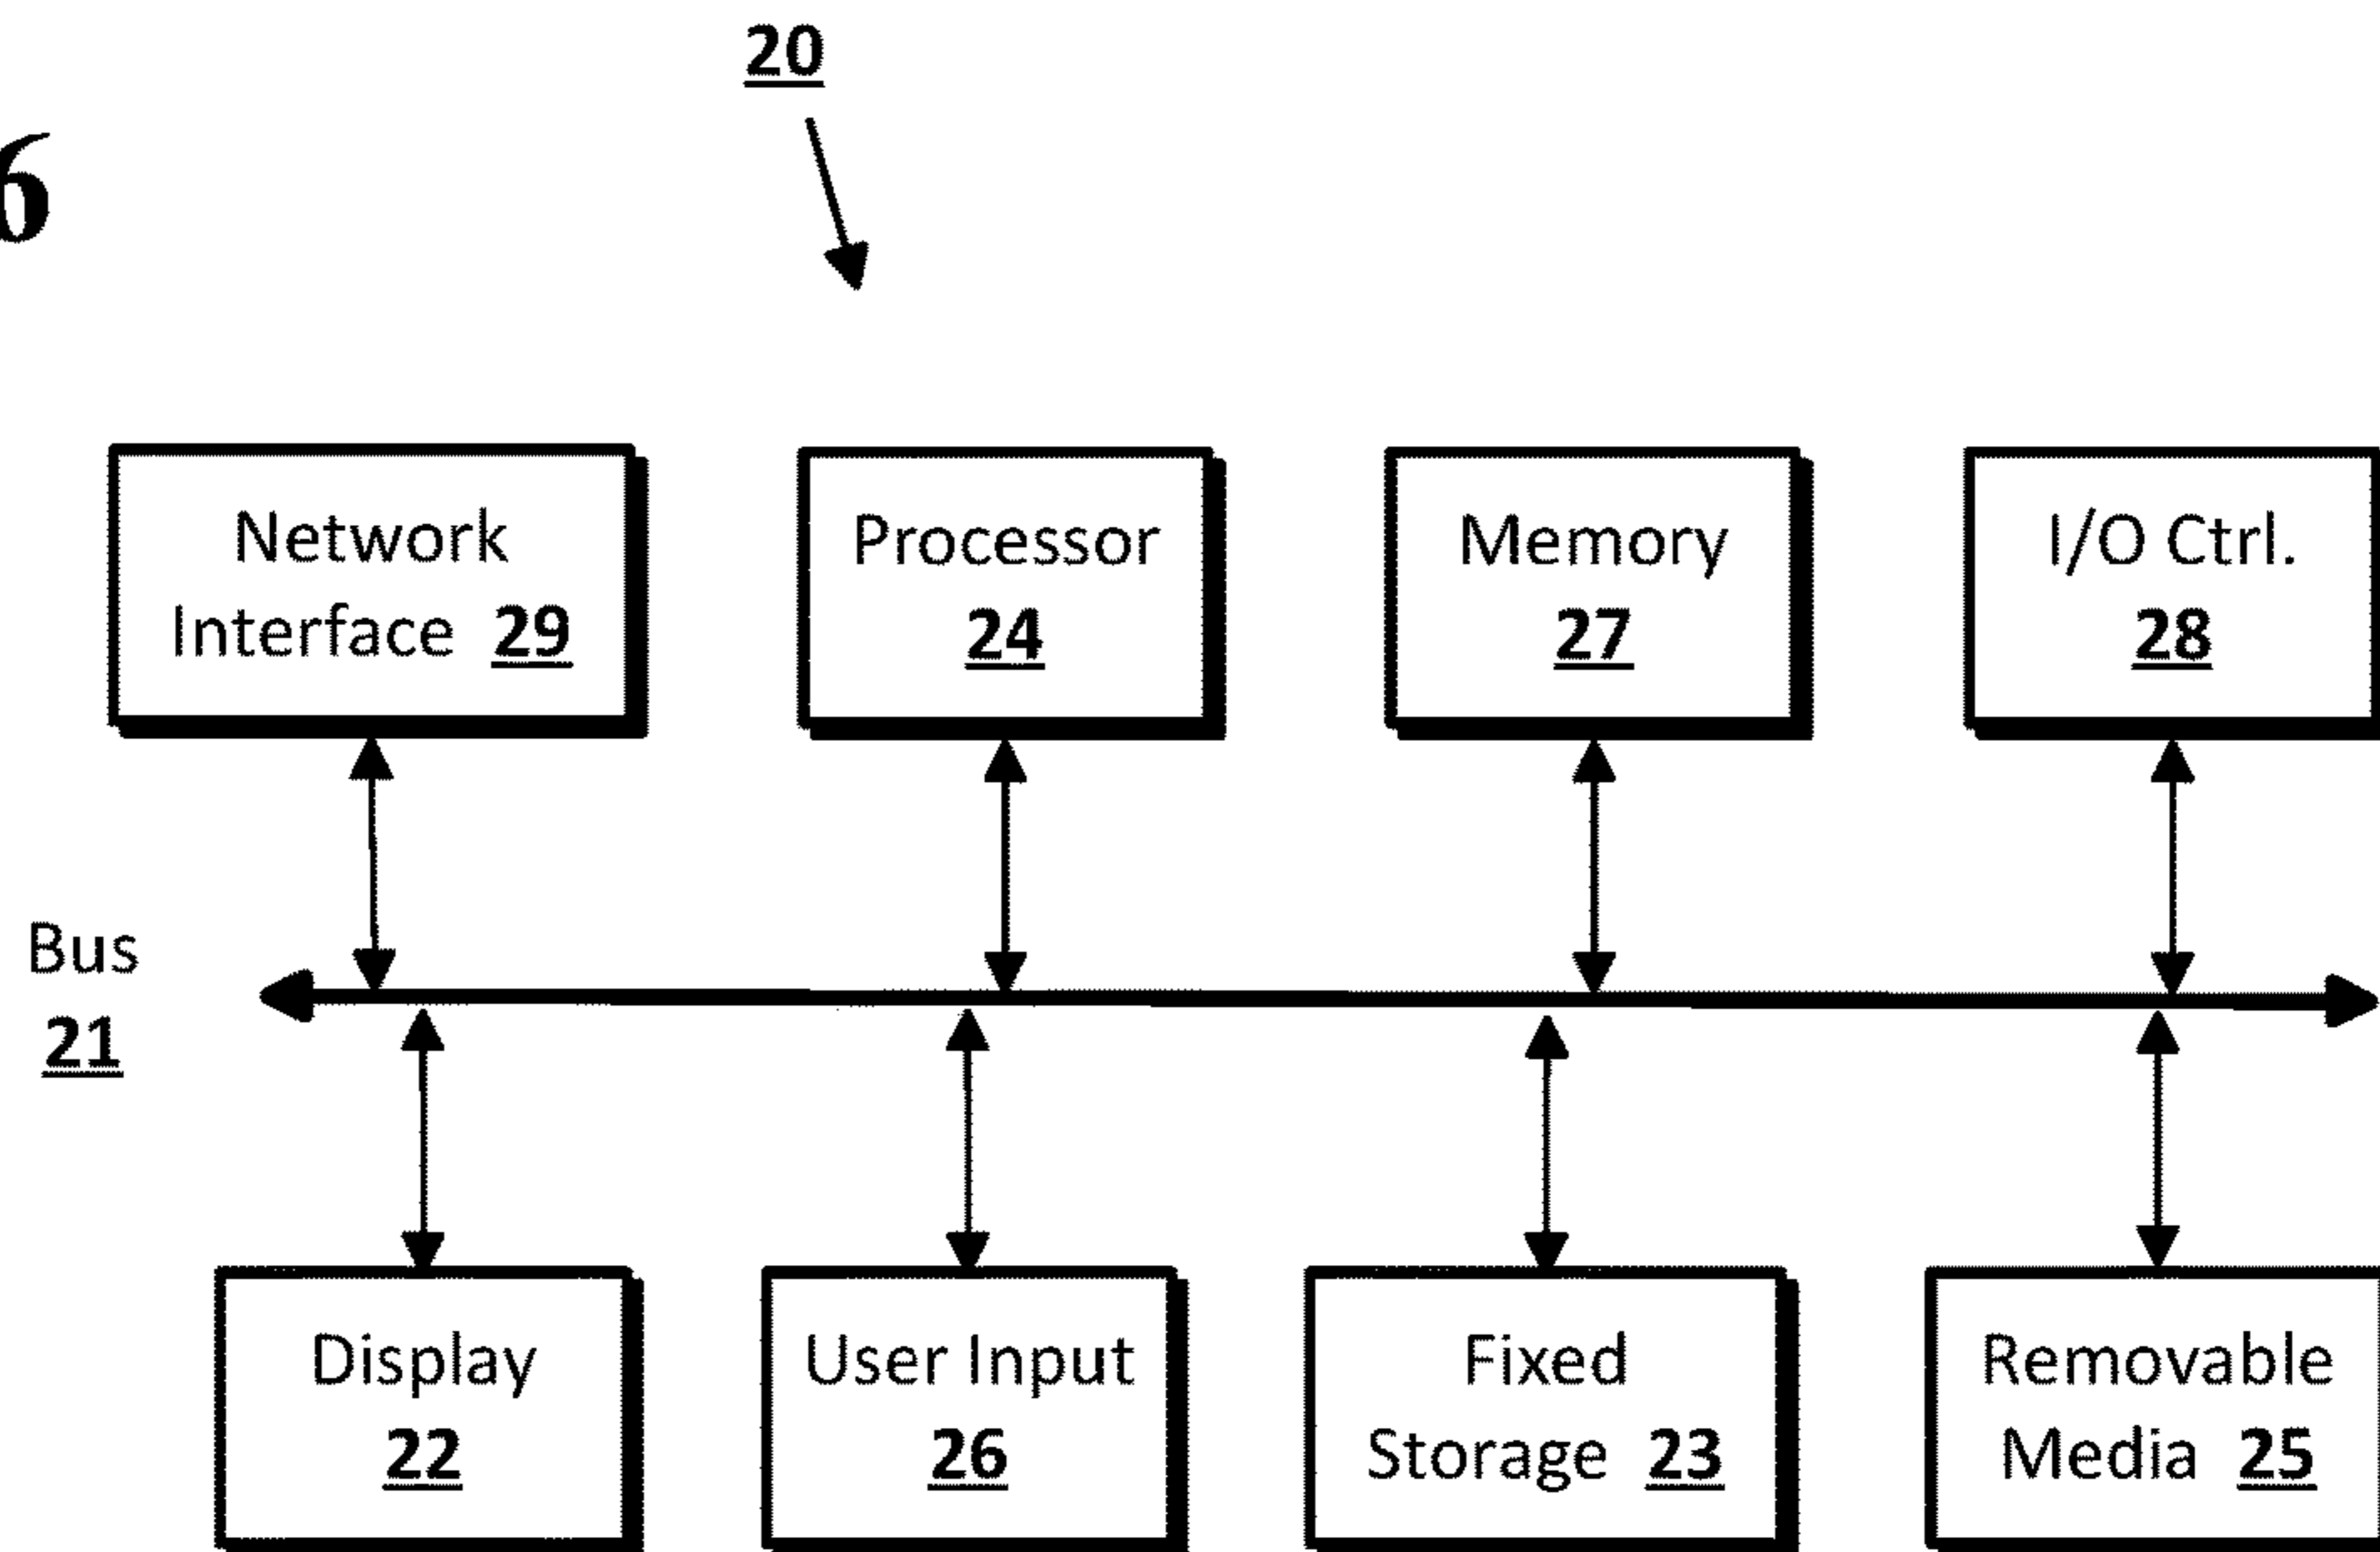 20
6
Network
Interface 29
Processor
24
Memory
27
I/O Ctrl.
28
Bus
21
Display
22
User Input
26
Fixed
Storage 23
Removable
Media 25